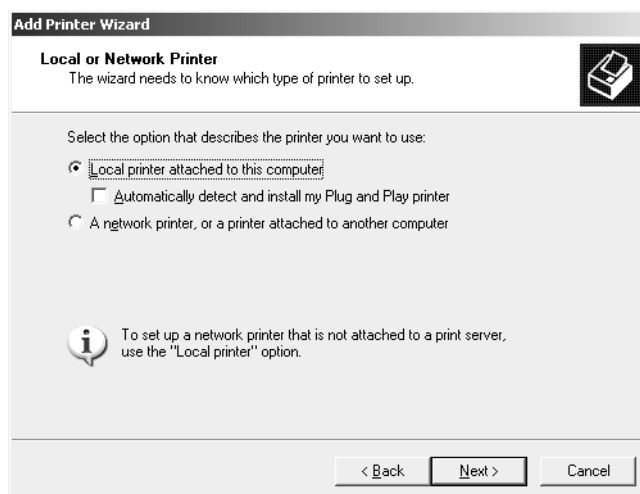 Add Printer Wizard
Local or Network Printer
The wizard needs to know which type of printer to set up.
Select the option that describes the printer you want to use:
Local printer attached to this computer
Automatically detect and install my Plug and Play printer
A network printer, or a printer attached to another computer
To set up a network printer that is not attached to a print server,
use the "Local printer" option.
< Back
Next >
Cancel